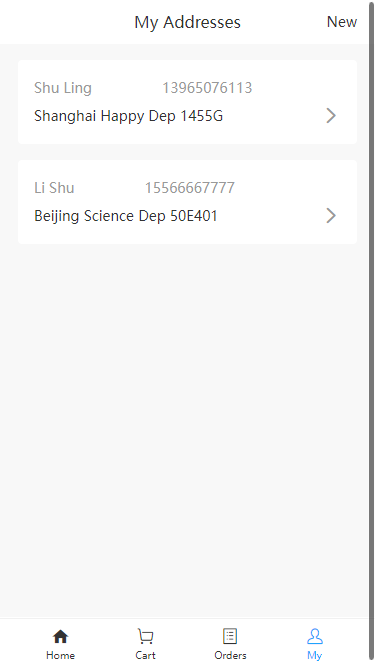 My Addresses New
Shu Ling 13965076113
Shanghai Happy Dep 1455G
Li Shu 15566667777
Beijing Science Dep 50E401
Home Cart Orders My